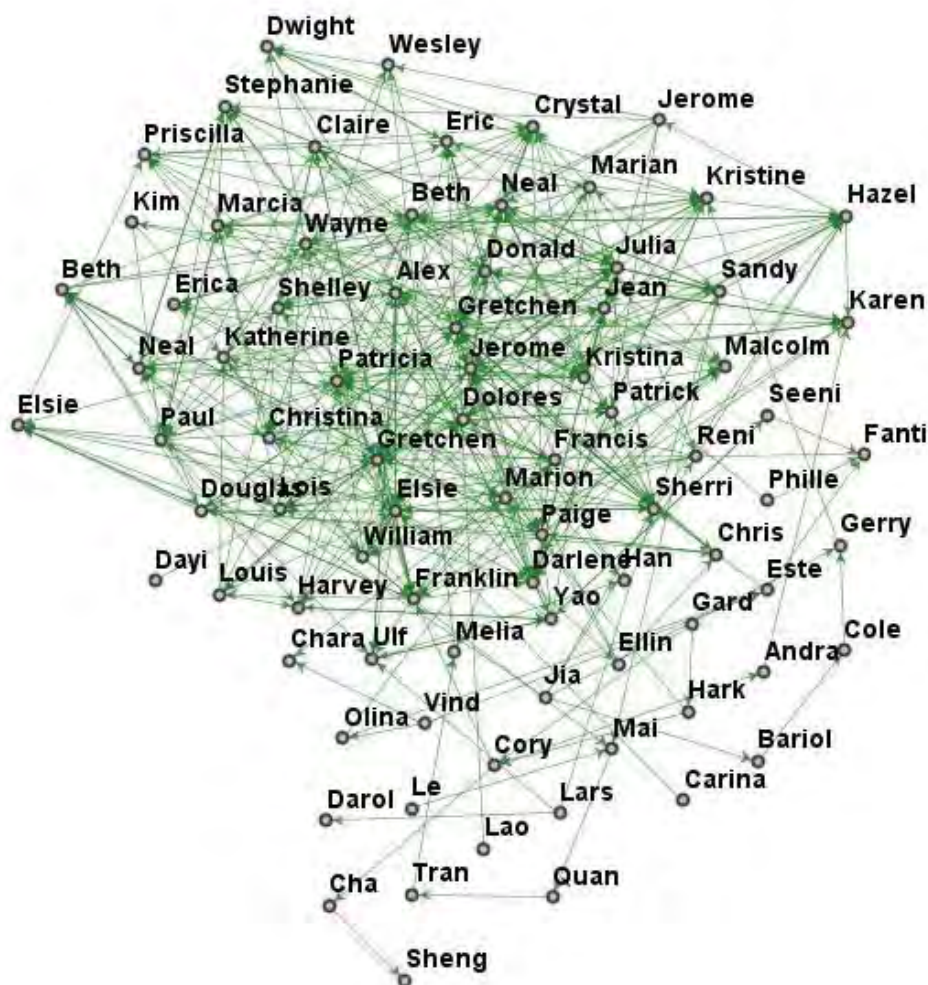 Dwight
Wesley
Stephanie
Crystal
Jerome
Eric
Claire
Priscilla
Marian
Kristine
Neal
Beth
Hazel
Kim
Marcia
Wayne
Donald
Julia
Beth
Alex
Sandy
Erica
Shelley
Jean
Karen
Gretchen
Katherine
Neal
Malcolm
Jerome
Patricia
Kristina
Patrick
Seeni
Dolores
Elsie
Paul
Christina
Fanti
Reni
Francis
Gretchen
Marion
Sherri
Phille
Douglas
Lois
Elsie
Paige
Gerry
William
Chris
Dayi
Darlene
Han
Louis
Harvey
Franklin
Este
Yao
Gard
Cole
Chara
Ulf
Melia
Ellin
Andra
Jia
Hark
Vind
Olina
Mai
Bariol
Cory
Carina
Le
Lars
Darol
Lao
Tran
Quan
Cha
Sheng